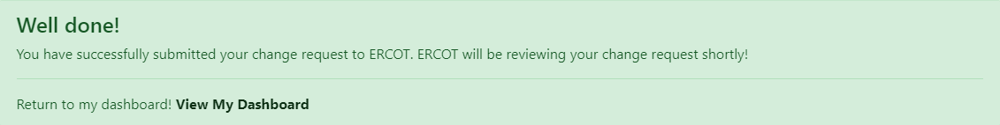 Well done!
You have successfully submitted your change request to ERCOT. ERCOT will be reviewing your change request shortly!
Return to my dashboard! View My Dashboard